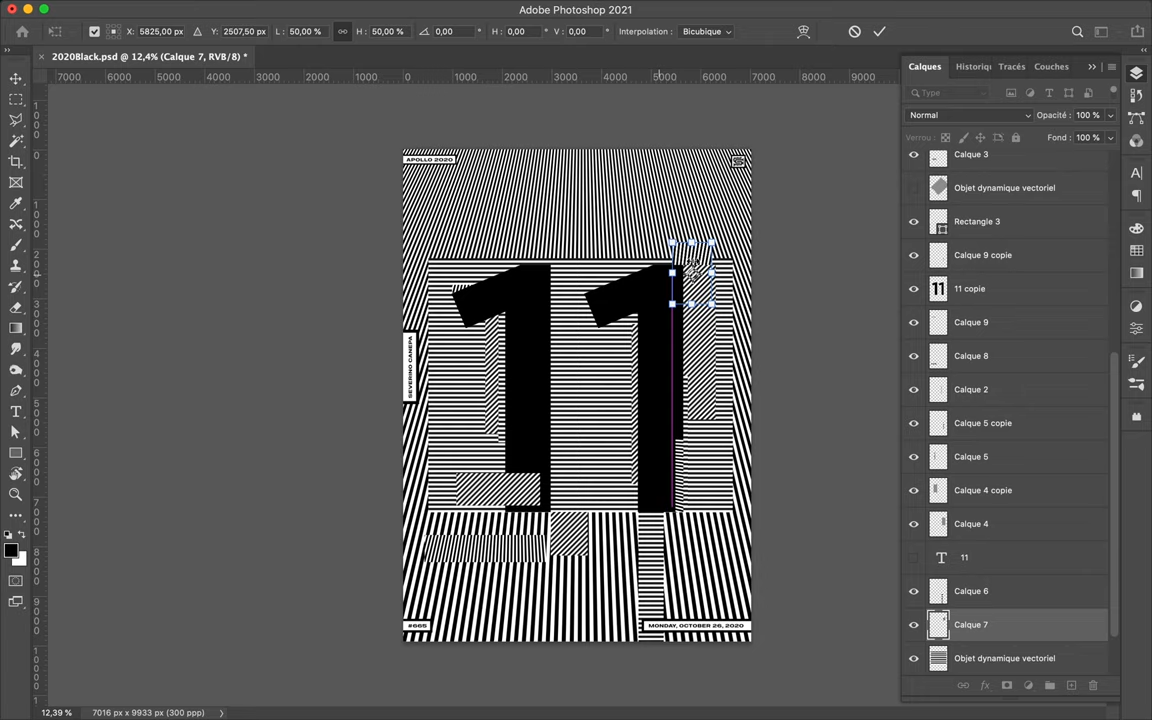 Adobe Photoshop 2021
X: 5825,00 px Y: 2507,50 px L: 50,00 % H: 50,00 % 0,00 H: 0,00 V: 0,00 Interpolation: Bicubique
2020Black.psd @ 12,4% (Calque 7, RVB/8) *
7000 6000 5000 4000 3000 2000 1000 0 1000 2000 3000 4000 5000 6000 7000 8000 9000
Calques Historiqu Tracés Couches
Type
Normal Opacité : 100 %
Verrou : Fond : 100 %
Calque 3
Objet dynamique vectoriel
Rectangle 3
Calque 9 copie
11 11 copie
Calque 9
Calque 8
Calque 2
Calque 5 copie
Calque 5
Calque 4 copie
Calque 4
T 11
Calque 6
Calque 7
Objet dynamique vectoriel
APOLLO 2020
11
SEVERINO CANEPA
#665
MONDAY, OCTOBER 26, 2020
12,39 % 7016 px x 9933 px (300 ppp)